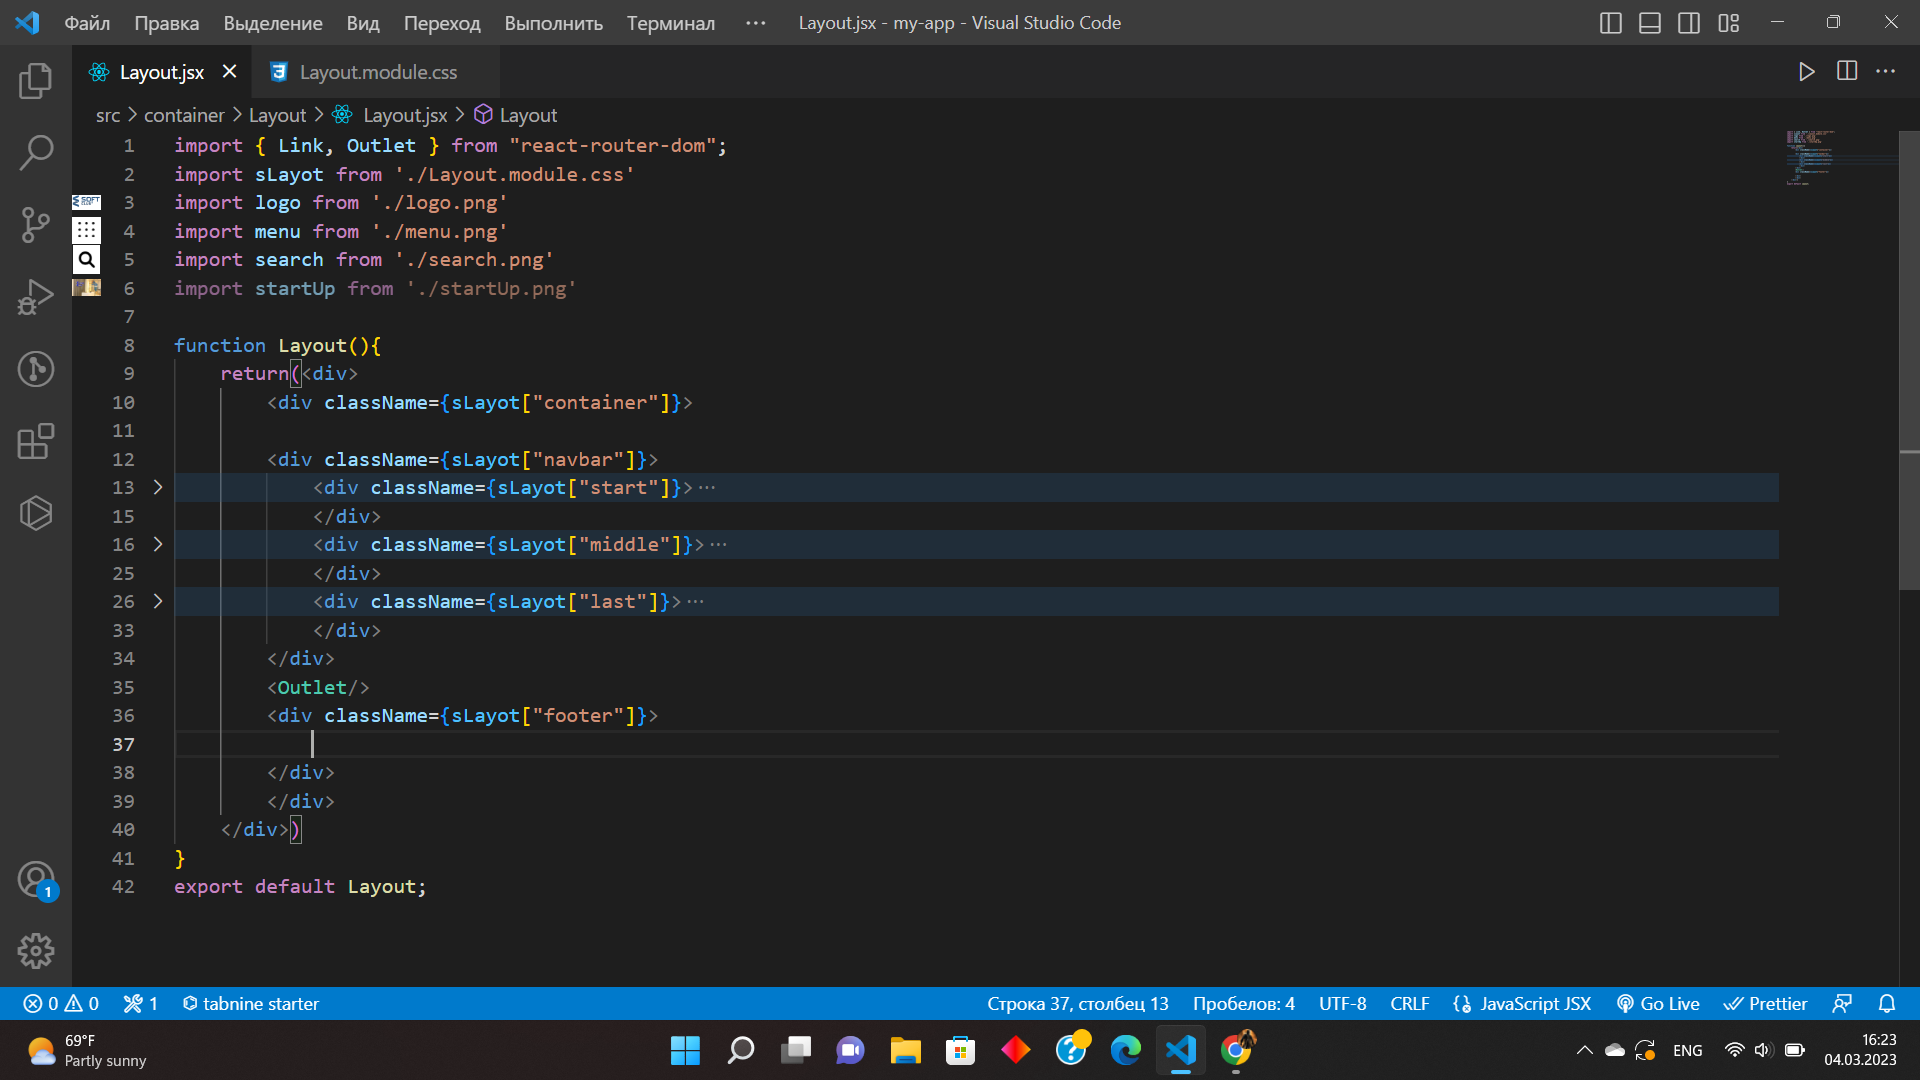 Файл Правка Выделение Вид Переход Выполнить Терминал ··· Layout.jsx - my-app - Visual Studio Code
Layout.jsx Layout.module.css
src > container > Layout > Layout.jsx > Layout
1 import { Link, Outlet } from "react-router-dom";
2 import sLayot from './Layout.module.css'
3 import logo from './logo.png'
4 import menu from './menu.png'
5 import search from './search.png'
6 import startUp from './startUp.png'
7
8 function Layout(){
9 return(<div>
10 <div className={sLayot["container"]}>
11
12 <div className={sLayot["navbar"]}>
13 <div className={sLayot["start"]}>···
15 </div>
16 <div className={sLayot["middle"]}>···
25 </div>
26 <div className={sLayot["last"]}>···
33 </div>
34 </div>
35 <Outlet/>
36 <div className={sLayot["footer"]}>
37
38 </div>
39 </div>
40 </div>)
41 }
42 export default Layout;
1
0 0 1 tabnine starter Строка 37, столбец 13 Пробелов: 4 UTF-8 CRLF JavaScript JSX Go Live Prettier
69°F
Partly sunny
ENG
16:23
04.03.2023